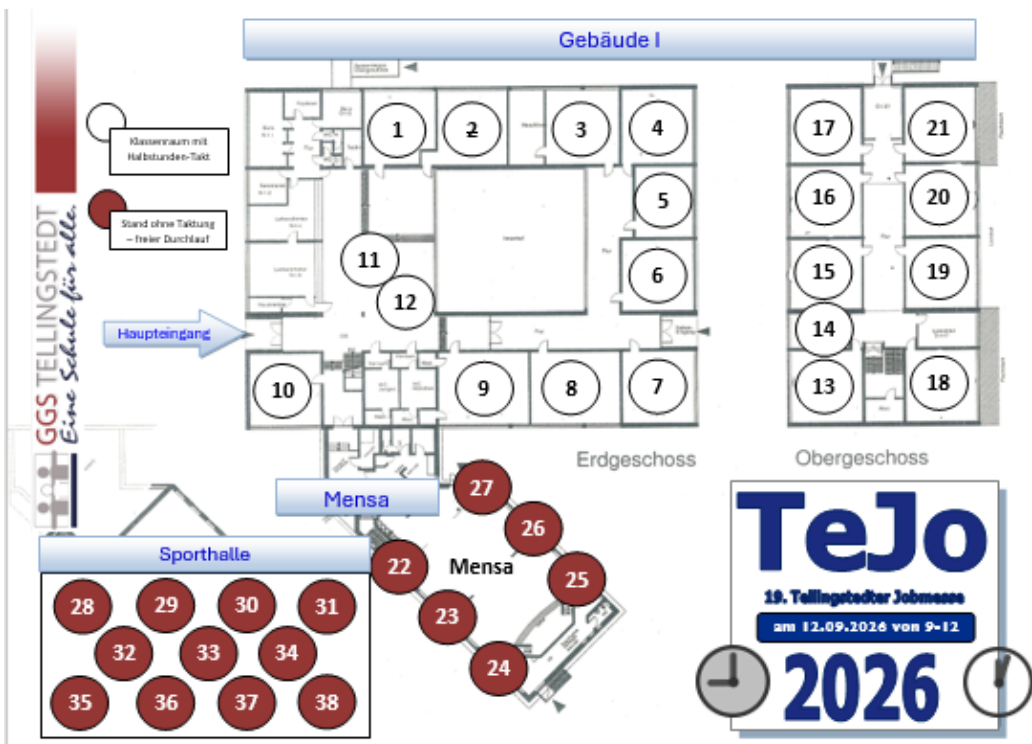 Gebäude I
Klassenraum mit
Halbstunden-Takt
Stand ohne Taktung
– freier Durchlauf
GGS TELLINGSTEDT
Eine Schule für alle.
Haupteingang
1
2
3
4
5
6
7
8
9
10
11
12
Flur
Flur
Erdgeschoss
17
21
16
20
15
19
14
13
18
Flur
Obergeschoss
Mensa
27
26
25
22
Mensa
23
24
Sporthalle
28
29
30
31
32
33
34
35
36
37
38
TeJo
19. Tellingstedter Jobmesse
am 12.09.2026 von 9-12
2026